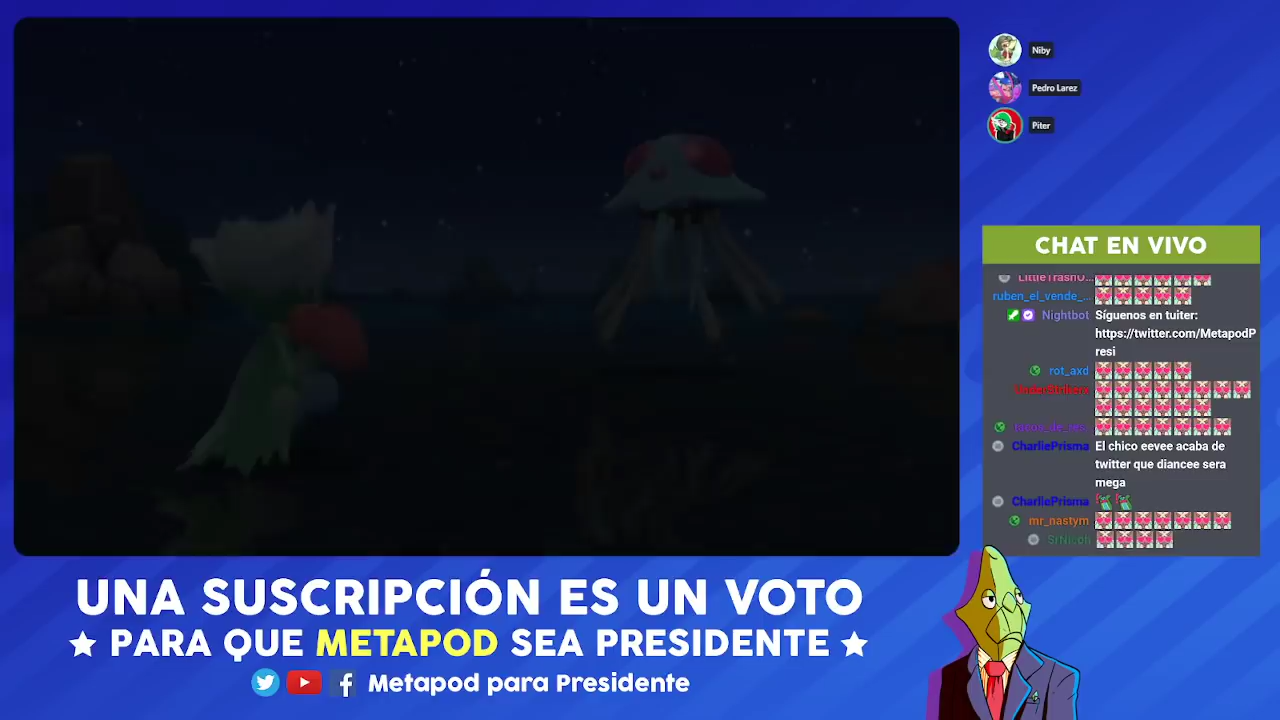 Niby
Pedro Larez
Piter
CHAT EN VIVO
ruben_el_vende_...
Nightbot Síguenos en tuiter:
https://twitter.com/MetapodP
resi
rot_axd
CharliePrisma El chico eevee acaba de
twitter que diancee sera
mega
CharliePrisma
mr_nastym
SrNicoh
UNA SUSCRIPCIÓN ES UN VOTO
PARA QUE METAPOD SEA PRESIDENTE
Metapod para Presidente